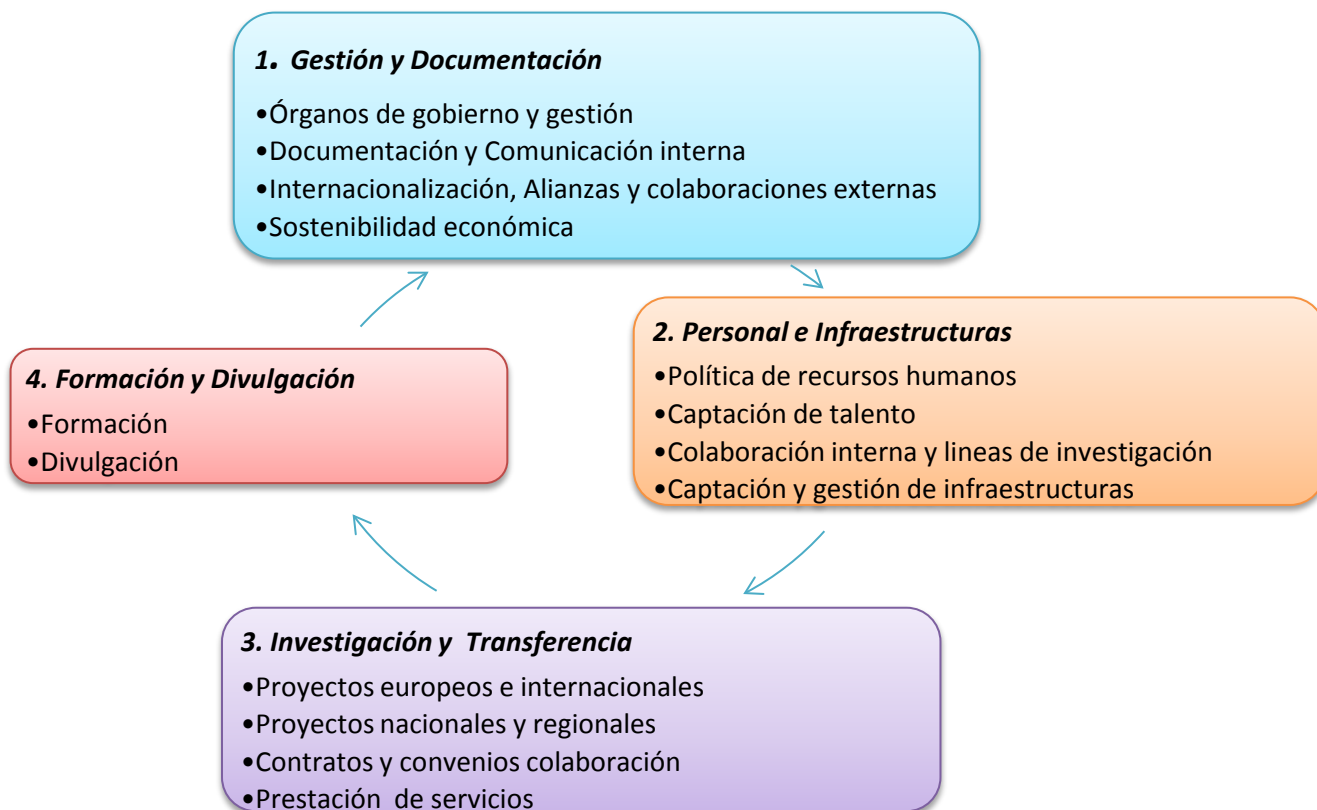 1. Gestión y Documentación
•Órganos de gobierno y gestión
•Documentación y Comunicación interna
•Internacionalización, Alianzas y colaboraciones externas
•Sostenibilidad económica
2. Personal e Infraestructuras
•Política de recursos humanos
•Captación de talento
•Colaboración interna y lineas de investigación
•Captación y gestión de infraestructuras
3. Investigación y Transferencia
•Proyectos europeos e internacionales
•Proyectos nacionales y regionales
•Contratos y convenios colaboración
•Prestación de servicios
4. Formación y Divulgación
•Formación
•Divulgación